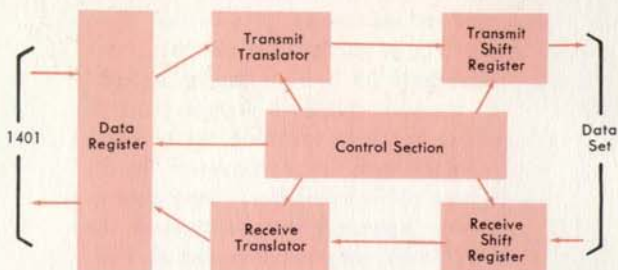 Transmit
Translator
Transmit
Shift
Register
1401
Data
Register
Control Section
Data
Set
Receive
Translator
Receive
Shift
Register